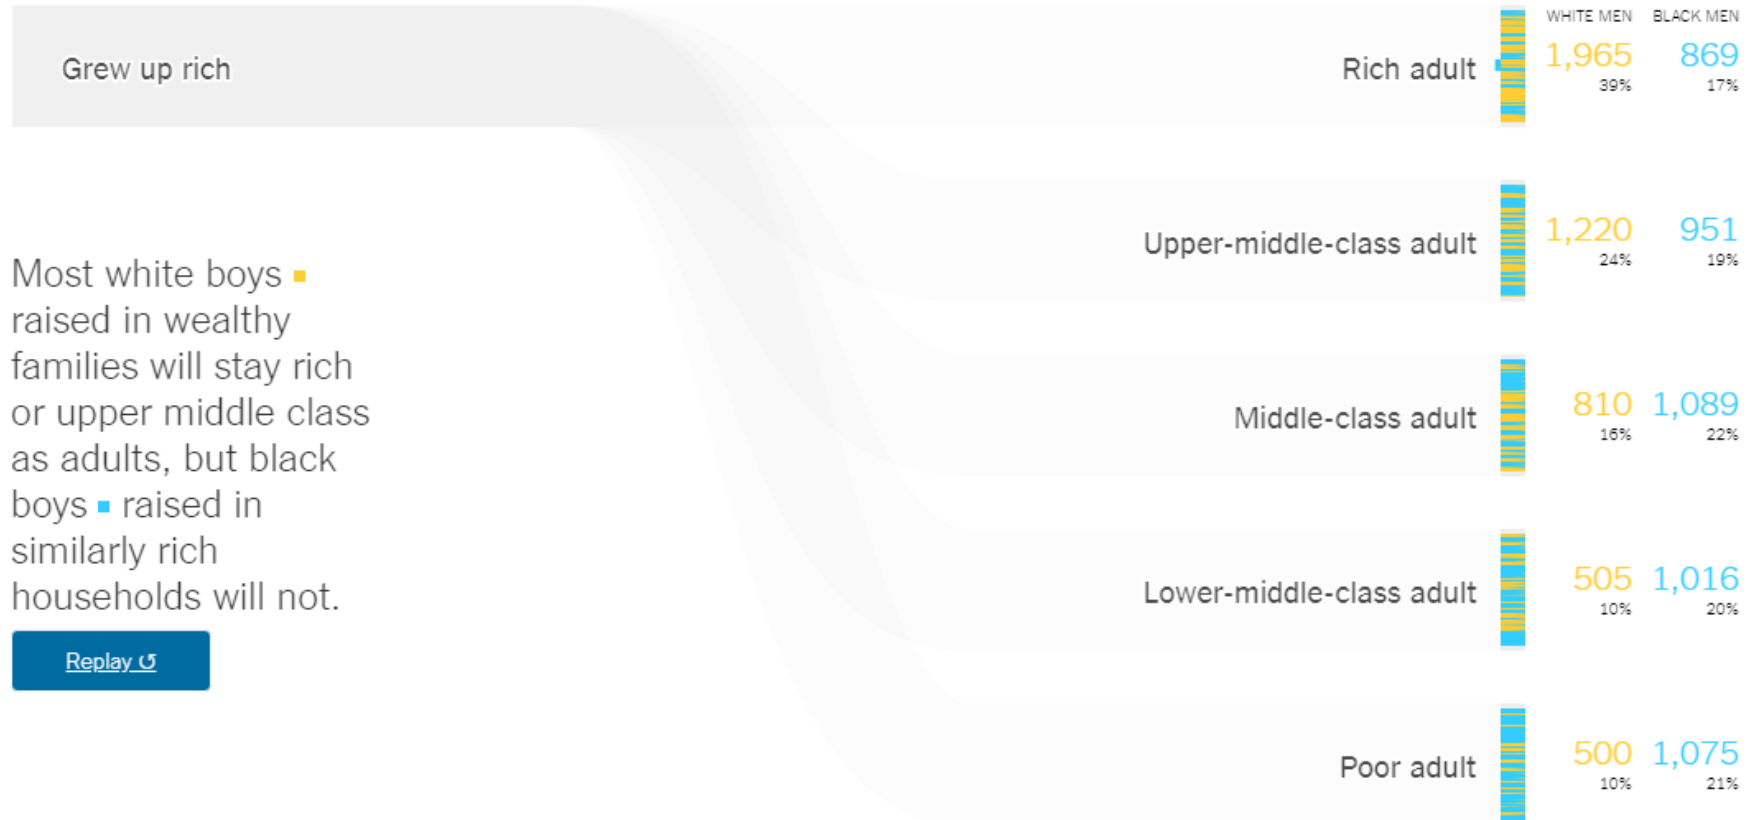 WHITE MEN BLACK MEN
Grew up rich
Rich adult
1,965 869
39% 17%
Upper-middle-class adult
1,220 951
24% 19%
Most white boys
raised in wealthy
families will stay rich
or upper middle class
as adults, but black
boys raised in
similarly rich
households will not.
Replay ↺
Middle-class adult
810 1,089
16% 22%
Lower-middle-class adult
505 1,016
10% 20%
Poor adult
500 1,075
10% 21%